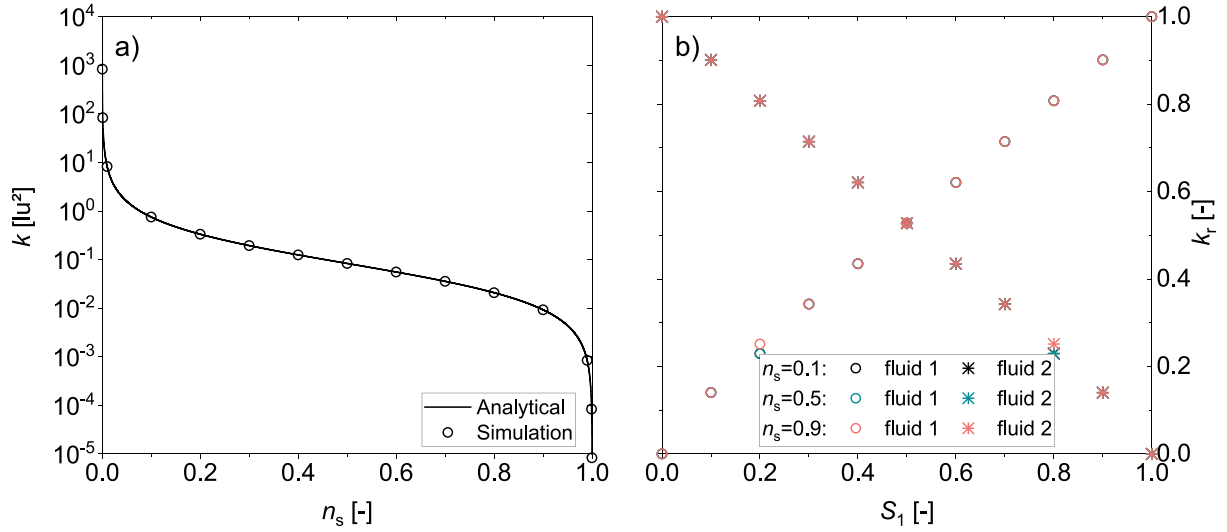 a)
10⁴
10³
10²
10¹
10⁰
10⁻¹
10⁻²
10⁻³
10⁻⁴
10⁻⁵
k [lu²]
0.0 0.2 0.4 0.6 0.8 1.0
nₛ [-]
Analytical
Simulation
b)
1.0
0.8
0.6
0.4
0.2
0.0
kᵣ [-]
nₛ=0.1: fluid 1 fluid 2
nₛ=0.5: fluid 1 fluid 2
nₛ=0.9: fluid 1 fluid 2
0.0 0.2 0.4 0.6 0.8 1.0
S₁ [-]